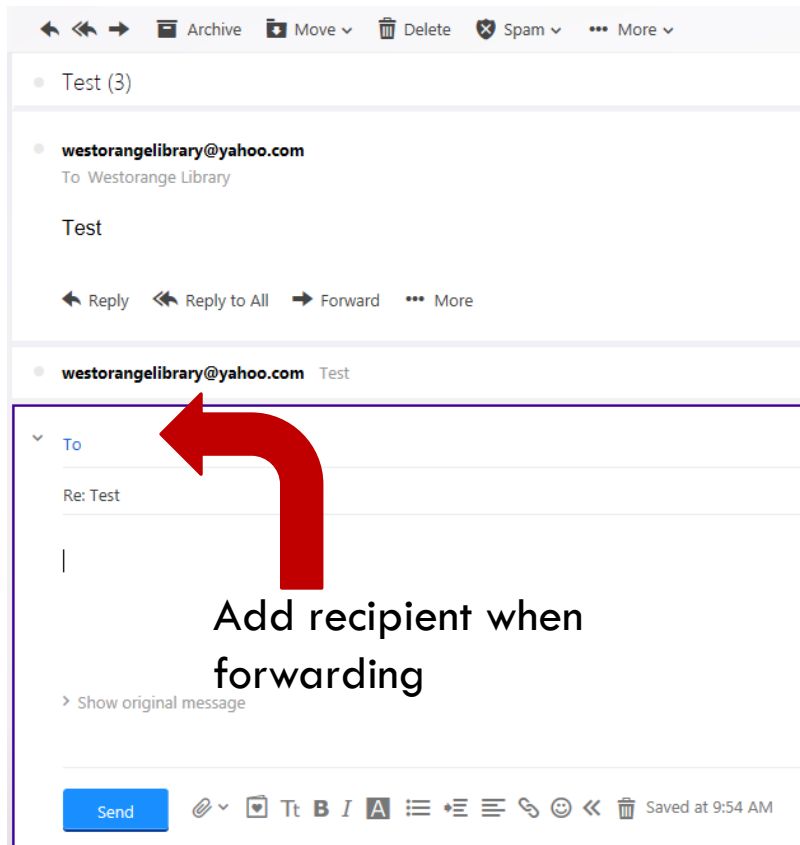 Archive Move Delete Spam ••• More
Test (3)
westorangelibrary@yahoo.com
To Westorange Library
Test
Reply Reply to All Forward ••• More
westorangelibrary@yahoo.com Test
To
Re: Test
Add recipient when
forwarding
> Show original message
Send Tt B I A Saved at 9:54 AM